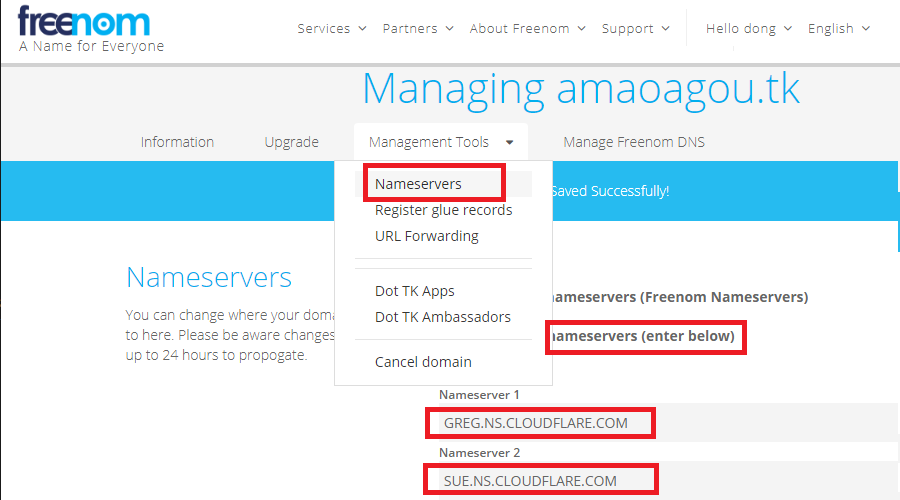 freenom
A Name for Everyone
Services Partners About Freenom Support Hello dong English
Managing amaoagou.tk
Information Upgrade Management Tools Manage Freenom DNS
Nameservers
Saved Successfully!
Register glue records
URL Forwarding
Dot TK Apps
Dot TK Ambassadors
Cancel domain
Nameservers
You can change where your doma
to here. Please be aware changes
up to 24 hours to propogate.
nameservers (Freenom Nameservers)
nameservers (enter below)
Nameserver 1
GREG.NS.CLOUDFLARE.COM
Nameserver 2
SUE.NS.CLOUDFLARE.COM